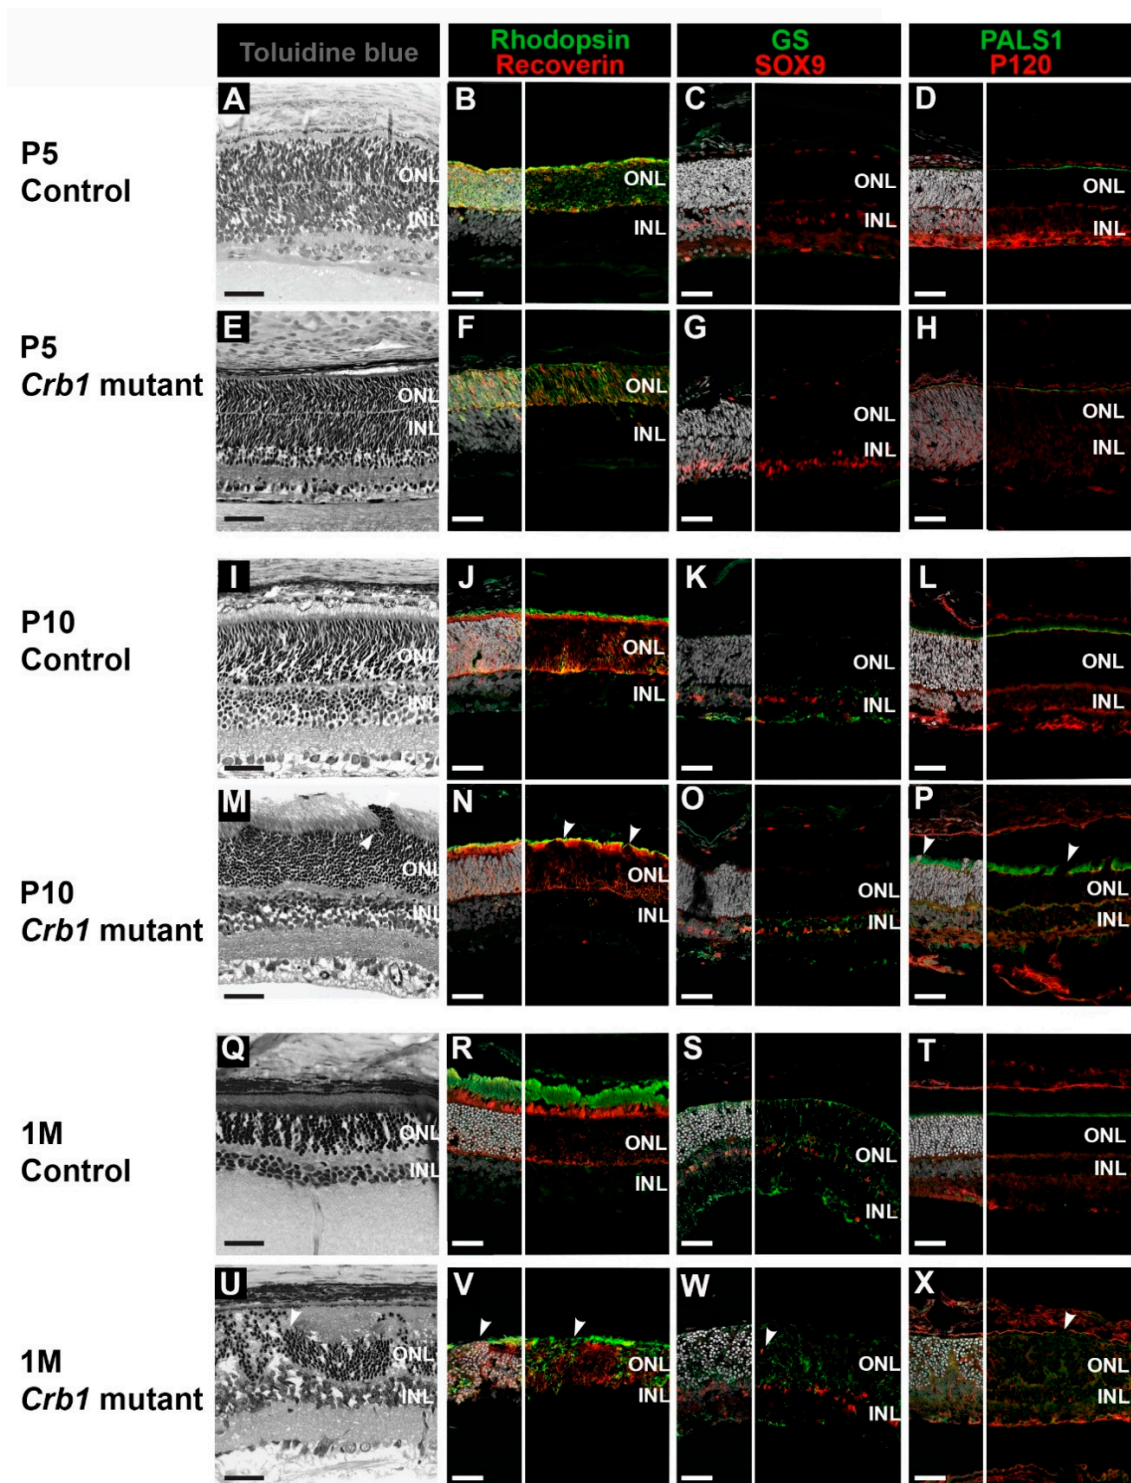 Toluidine blue
Rhodopsin
Recoverin
GS
SOX9
PALS1
P120
P5
Control
A
ONL
INL
B
ONL
INL
C
ONL
INL
D
ONL
INL
P5
Crb1 mutant
E
ONL
INL
F
ONL
INL
G
ONL
INL
H
ONL
INL
P10
Control
I
ONL
INL
J
ONL
INL
K
ONL
INL
L
ONL
INL
P10
Crb1 mutant
M
ONL
INL
N
ONL
INL
O
ONL
INL
P
ONL
INL
1M
Control
Q
ONL
INL
R
ONL
INL
S
ONL
INL
T
ONL
INL
1M
Crb1 mutant
U
ONL
INL
V
ONL
INL
W
ONL
INL
X
ONL
INL